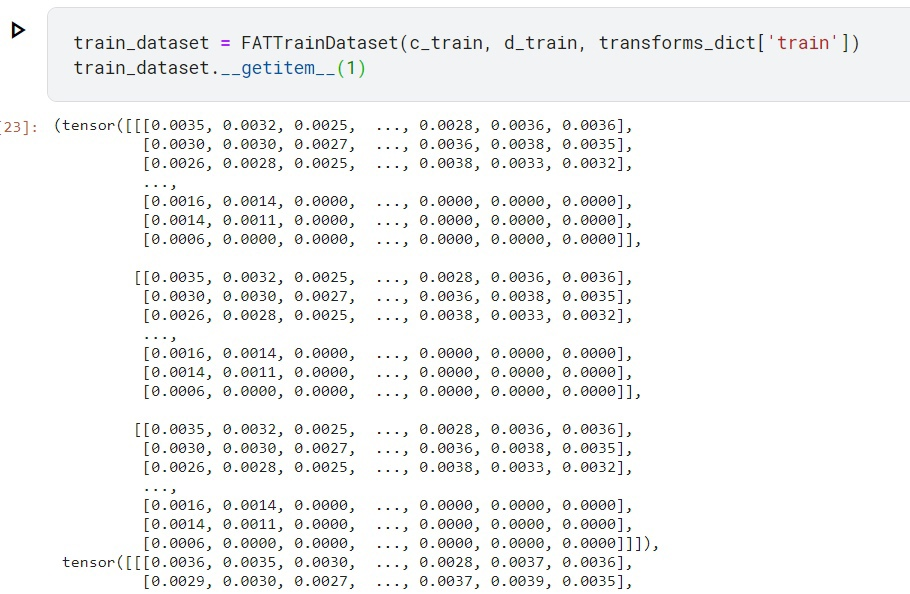 train_dataset = FATTrainDataset(c_train, d_train, transforms_dict['train'])
train_dataset.__getitem__(1)
[23]: (tensor([[[0.0035, 0.0032, 0.0025,  ..., 0.0028, 0.0036, 0.0036],
[0.0030, 0.0030, 0.0027,  ..., 0.0036, 0.0038, 0.0035],
[0.0026, 0.0028, 0.0025,  ..., 0.0038, 0.0033, 0.0032],
...,
[0.0016, 0.0014, 0.0000,  ..., 0.0000, 0.0000, 0.0000],
[0.0014, 0.0011, 0.0000,  ..., 0.0000, 0.0000, 0.0000],
[0.0006, 0.0000, 0.0000,  ..., 0.0000, 0.0000, 0.0000]],
[[0.0035, 0.0032, 0.0025,  ..., 0.0028, 0.0036, 0.0036],
[0.0030, 0.0030, 0.0027,  ..., 0.0036, 0.0038, 0.0035],
[0.0026, 0.0028, 0.0025,  ..., 0.0038, 0.0033, 0.0032],
...,
[0.0016, 0.0014, 0.0000,  ..., 0.0000, 0.0000, 0.0000],
[0.0014, 0.0011, 0.0000,  ..., 0.0000, 0.0000, 0.0000],
[0.0006, 0.0000, 0.0000,  ..., 0.0000, 0.0000, 0.0000]],
[[0.0035, 0.0032, 0.0025,  ..., 0.0028, 0.0036, 0.0036],
[0.0030, 0.0030, 0.0027,  ..., 0.0036, 0.0038, 0.0035],
[0.0026, 0.0028, 0.0025,  ..., 0.0038, 0.0033, 0.0032],
...,
[0.0016, 0.0014, 0.0000,  ..., 0.0000, 0.0000, 0.0000],
[0.0014, 0.0011, 0.0000,  ..., 0.0000, 0.0000, 0.0000],
[0.0006, 0.0000, 0.0000,  ..., 0.0000, 0.0000, 0.0000]]]),
tensor([[[0.0036, 0.0035, 0.0030,  ..., 0.0028, 0.0037, 0.0036],
[0.0029, 0.0030, 0.0027,  ..., 0.0037, 0.0039, 0.0035],